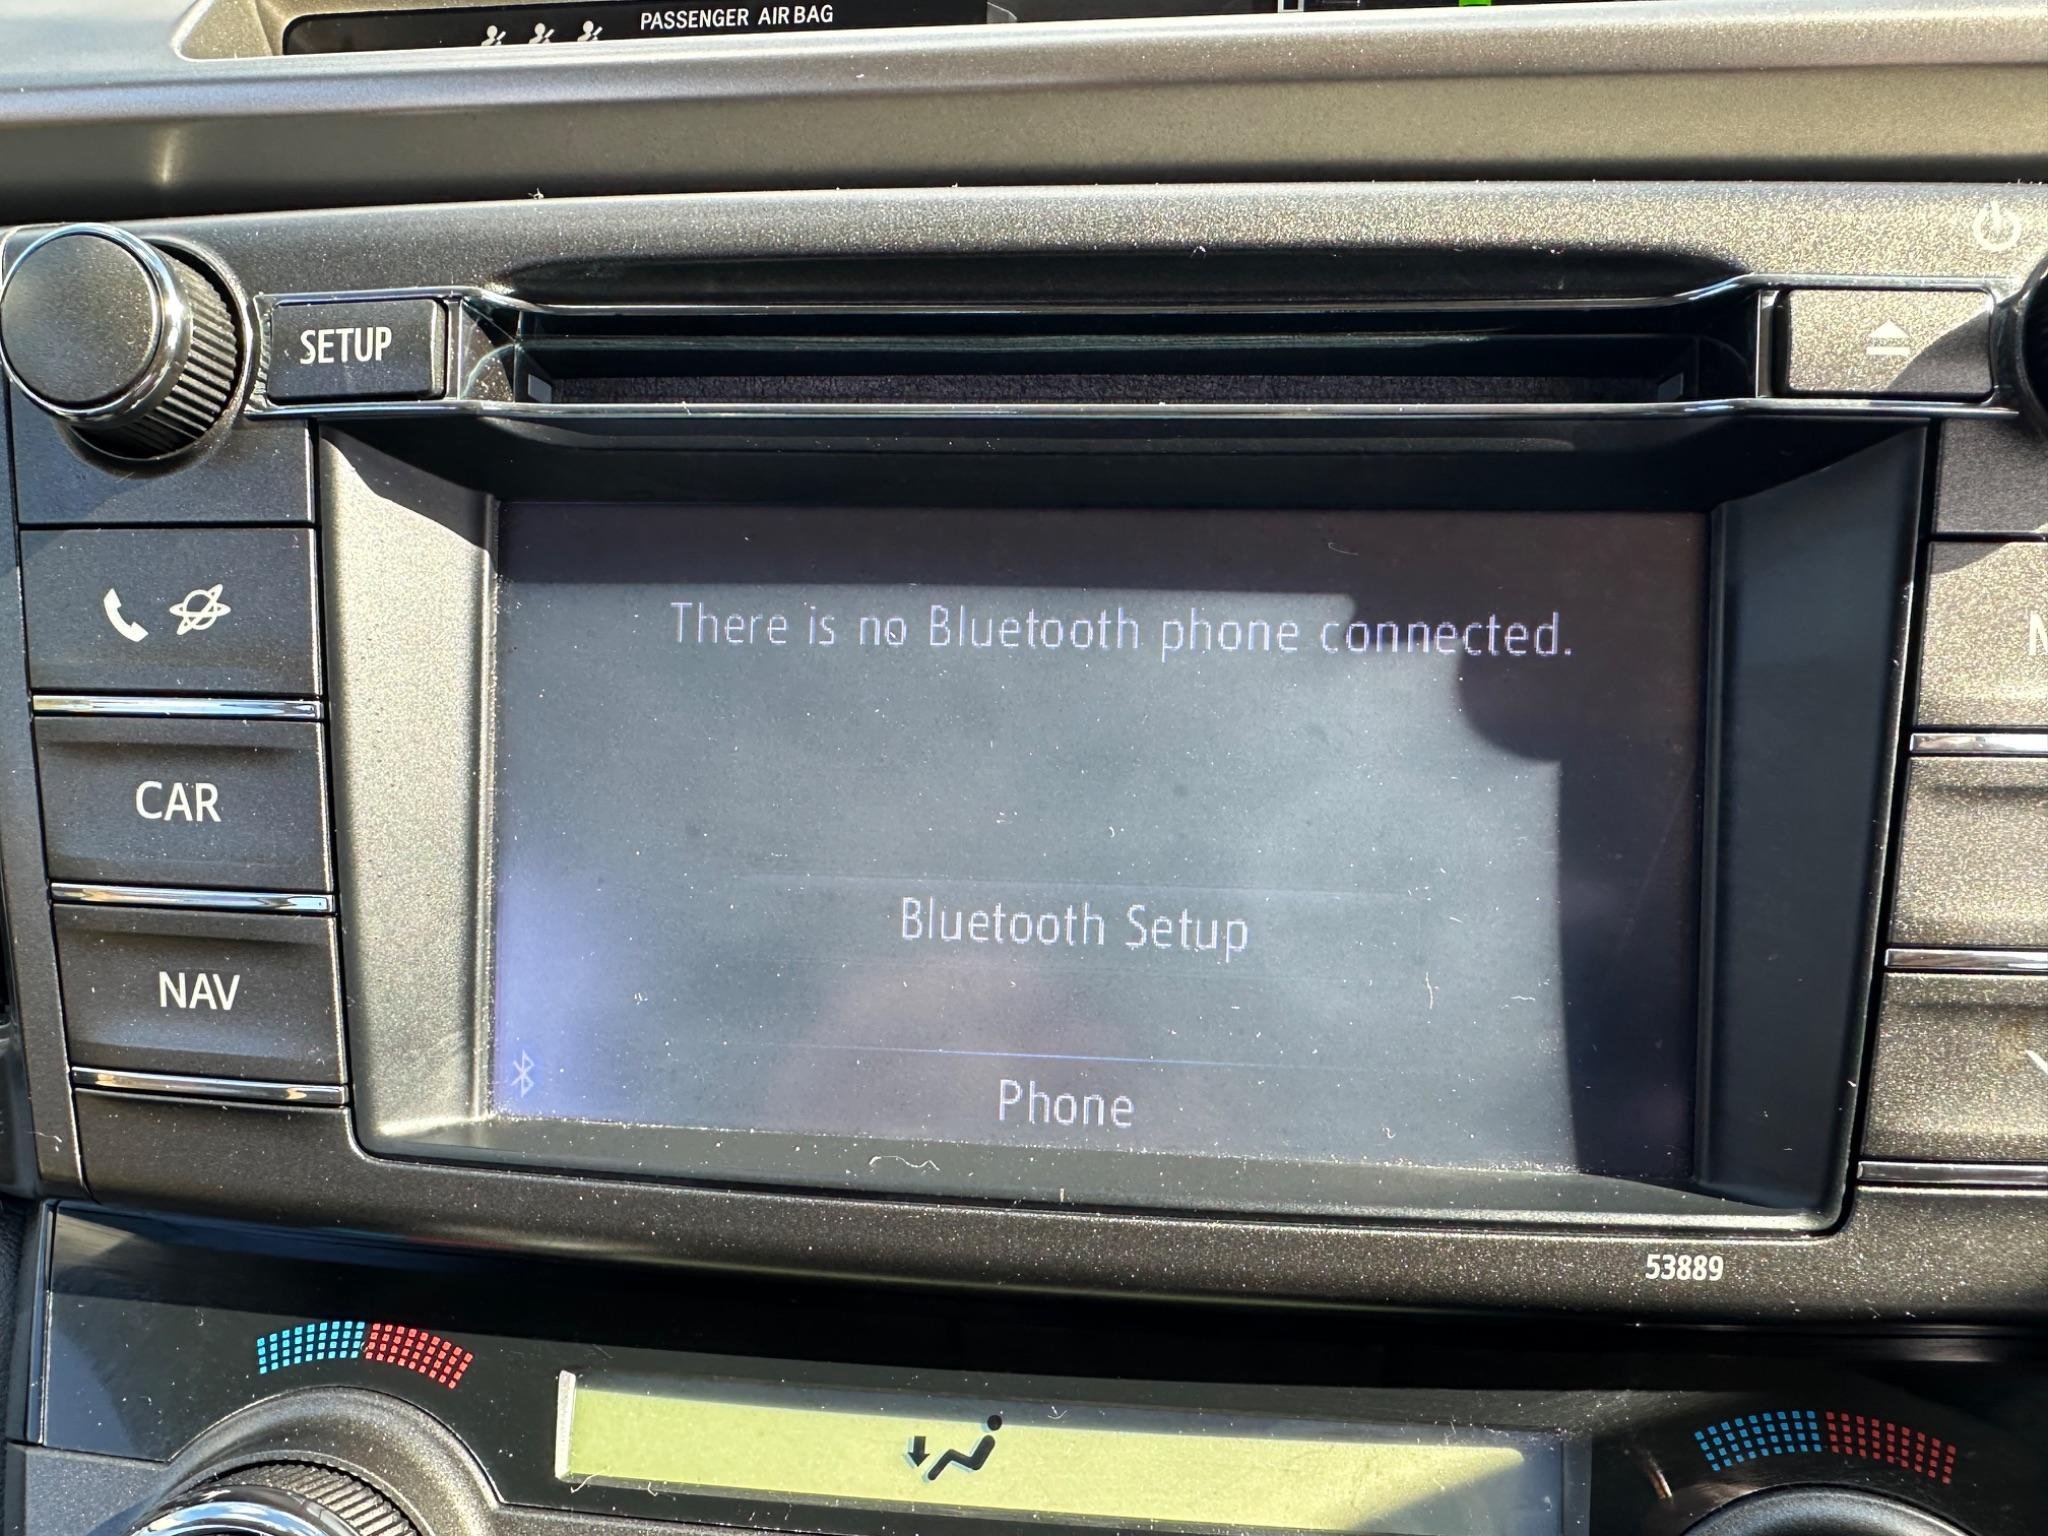 PASSENGER AIR BAG
SETUP
There is no Bluetooth phone connected.
CAR
Bluetooth Setup
NAV
Phone
53889